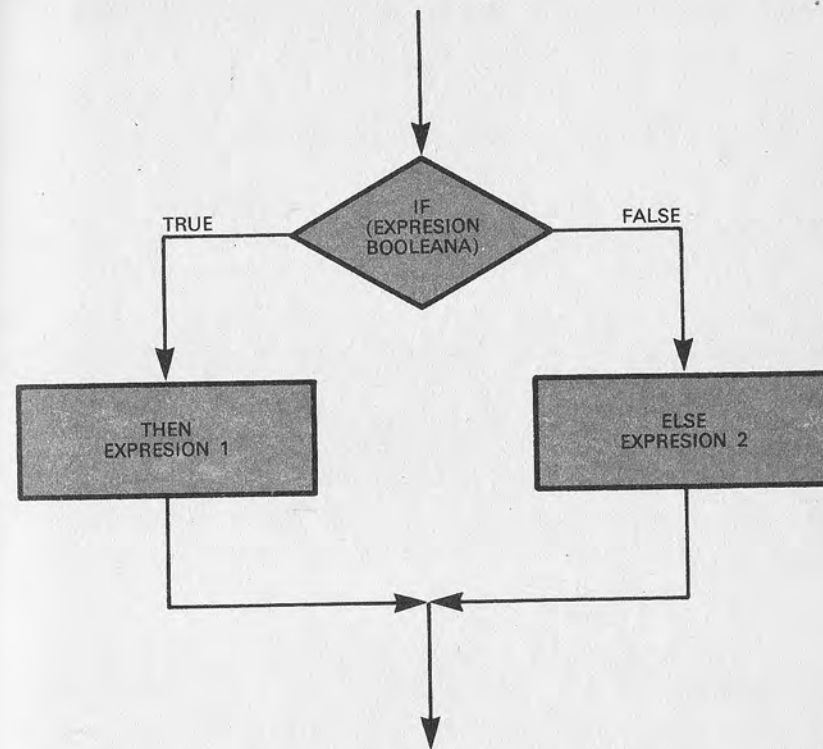 IF
(EXPRESION
BOOLEANA)
TRUE
FALSE
THEN
EXPRESION 1
ELSE
EXPRESION 2